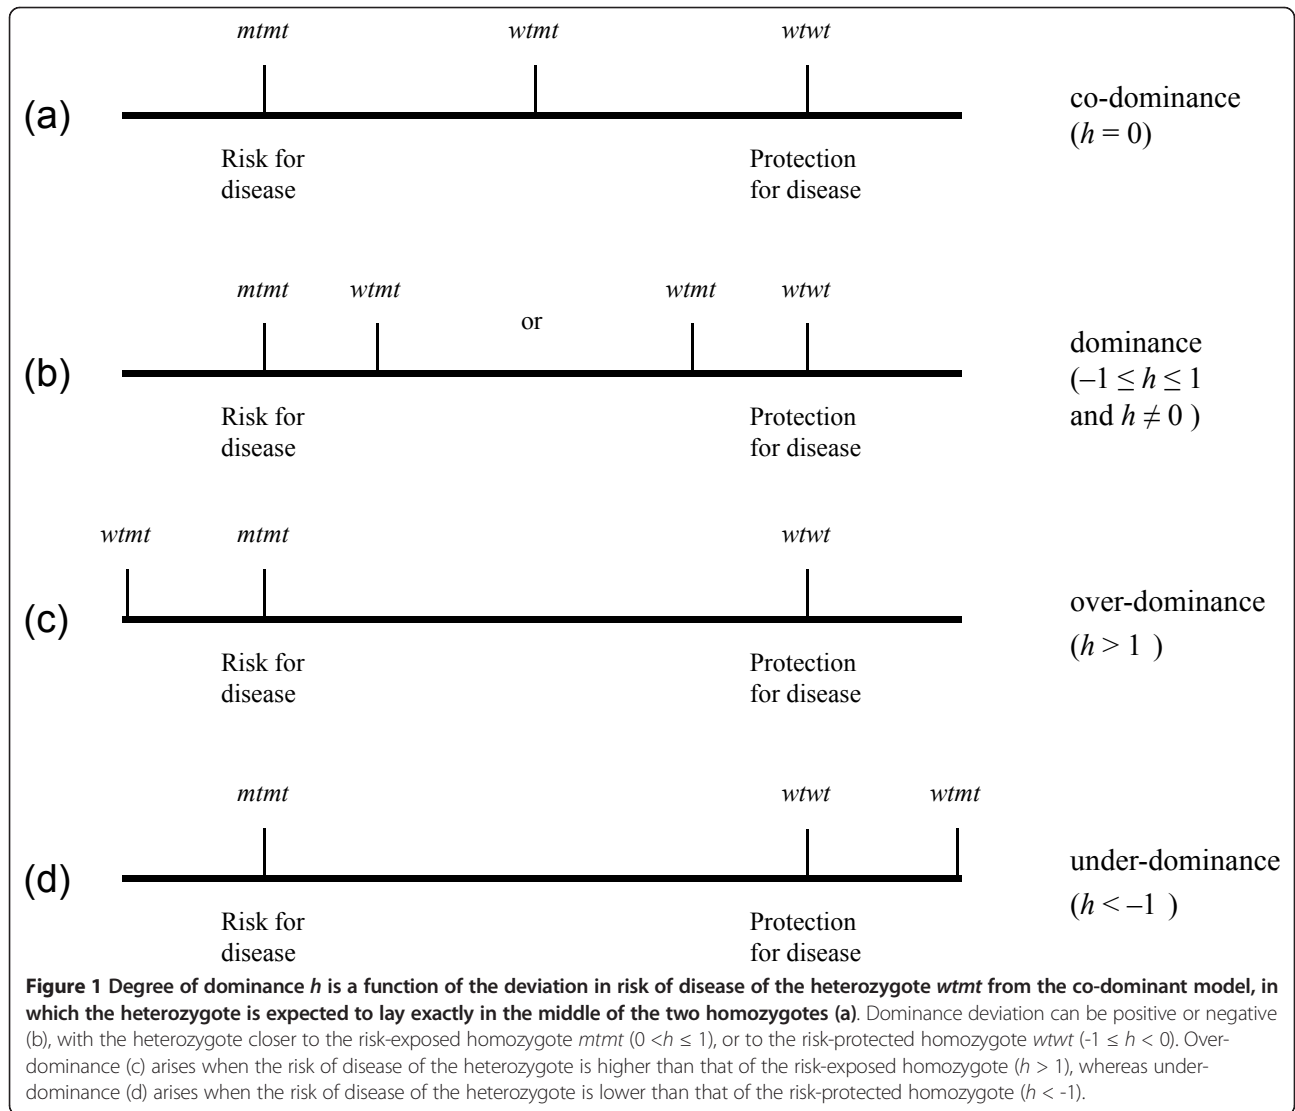 mtmt wtmt wtwt
(a)
co-dominance
(h = 0)
Risk for
disease
Protection
for disease
mtmt wtmt or wtmt wtwt
(b)
dominance
(–1 ≤ h ≤ 1
and h ≠ 0 )
Risk for
disease
Protection
for disease
wtmt mtmt wtwt
(c)
over-dominance
(h > 1 )
Risk for
disease
Protection
for disease
mtmt wtwt wtmt
(d)
under-dominance
(h < –1 )
Risk for
disease
Protection
for disease
Figure 1 Degree of dominance h is a function of the deviation in risk of disease of the heterozygote wtmt from the co-dominant model, in
which the heterozygote is expected to lay exactly in the middle of the two homozygotes (a). Dominance deviation can be positive or negative
(b), with the heterozygote closer to the risk-exposed homozygote mtmt (0 <h ≤ 1), or to the risk-protected homozygote wtwt (-1 ≤ h < 0). Over-
dominance (c) arises when the risk of disease of the heterozygote is higher than that of the risk-exposed homozygote (h > 1), whereas under-
dominance (d) arises when the risk of disease of the heterozygote is lower than that of the risk-protected homozygote (h < -1).